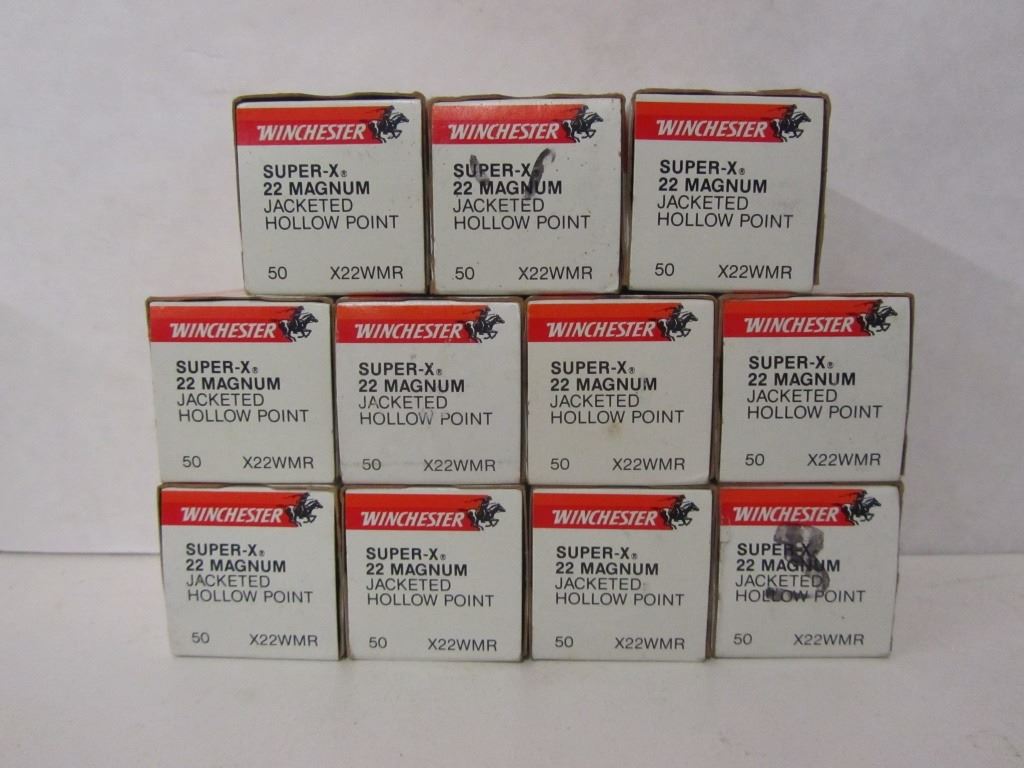 WINCHESTER
SUPER-X®
22 MAGNUM
JACKETED
HOLLOW POINT
50 X22WMR
WINCHESTER
SUPER-X®
22 MAGNUM
JACKETED
HOLLOW POINT
50 X22WMR
WINCHESTER
SUPER-X®
22 MAGNUM
JACKETED
HOLLOW POINT
50 X22WMR
WINCHESTER
SUPER-X®
22 MAGNUM
JACKETED
HOLLOW POINT
50 X22WMR
WINCHESTER
SUPER-X®
22 MAGNUM
JACKETED
HOLLOW POINT
50 X22WMR
WINCHESTER
SUPER-X®
22 MAGNUM
JACKETED
HOLLOW POINT
50 X22WMR
WINCHESTER
SUPER-X®
22 MAGNUM
JACKETED
HOLLOW POINT
50 X22WMR
WINCHESTER
SUPER-X®
22 MAGNUM
JACKETED
HOLLOW POINT
50 X22WMR
WINCHESTER
SUPER-X®
22 MAGNUM
JACKETED
HOLLOW POINT
50 X22WMR
WINCHESTER
SUPER-X®
22 MAGNUM
JACKETED
HOLLOW POINT
50 X22WMR
WINCHESTER
SUPER-X
22 MAGNUM
JACKETED
HOLLOW POINT
50 X22WMR